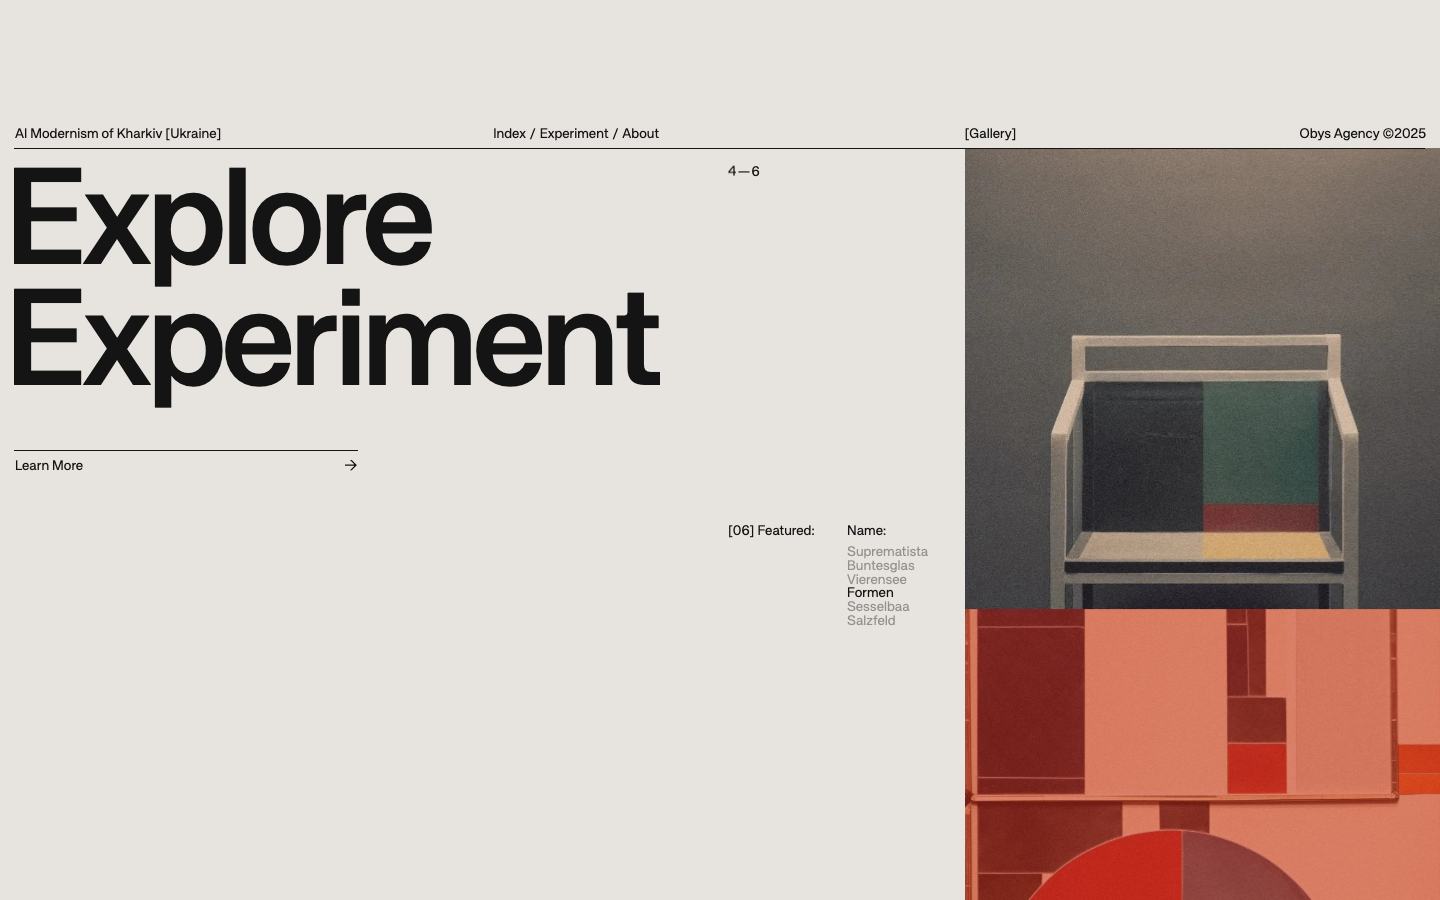 AI Modernism of Kharkiv [Ukraine]
Index / Experiment / About
[Gallery]
Obys Agency ©2025
Explore
Experiment
4—6
Learn More →
[06] Featured:
Name:
Suprematista
Buntesglas
Vierensee
Formen
Sesselbaa
Salzfeld